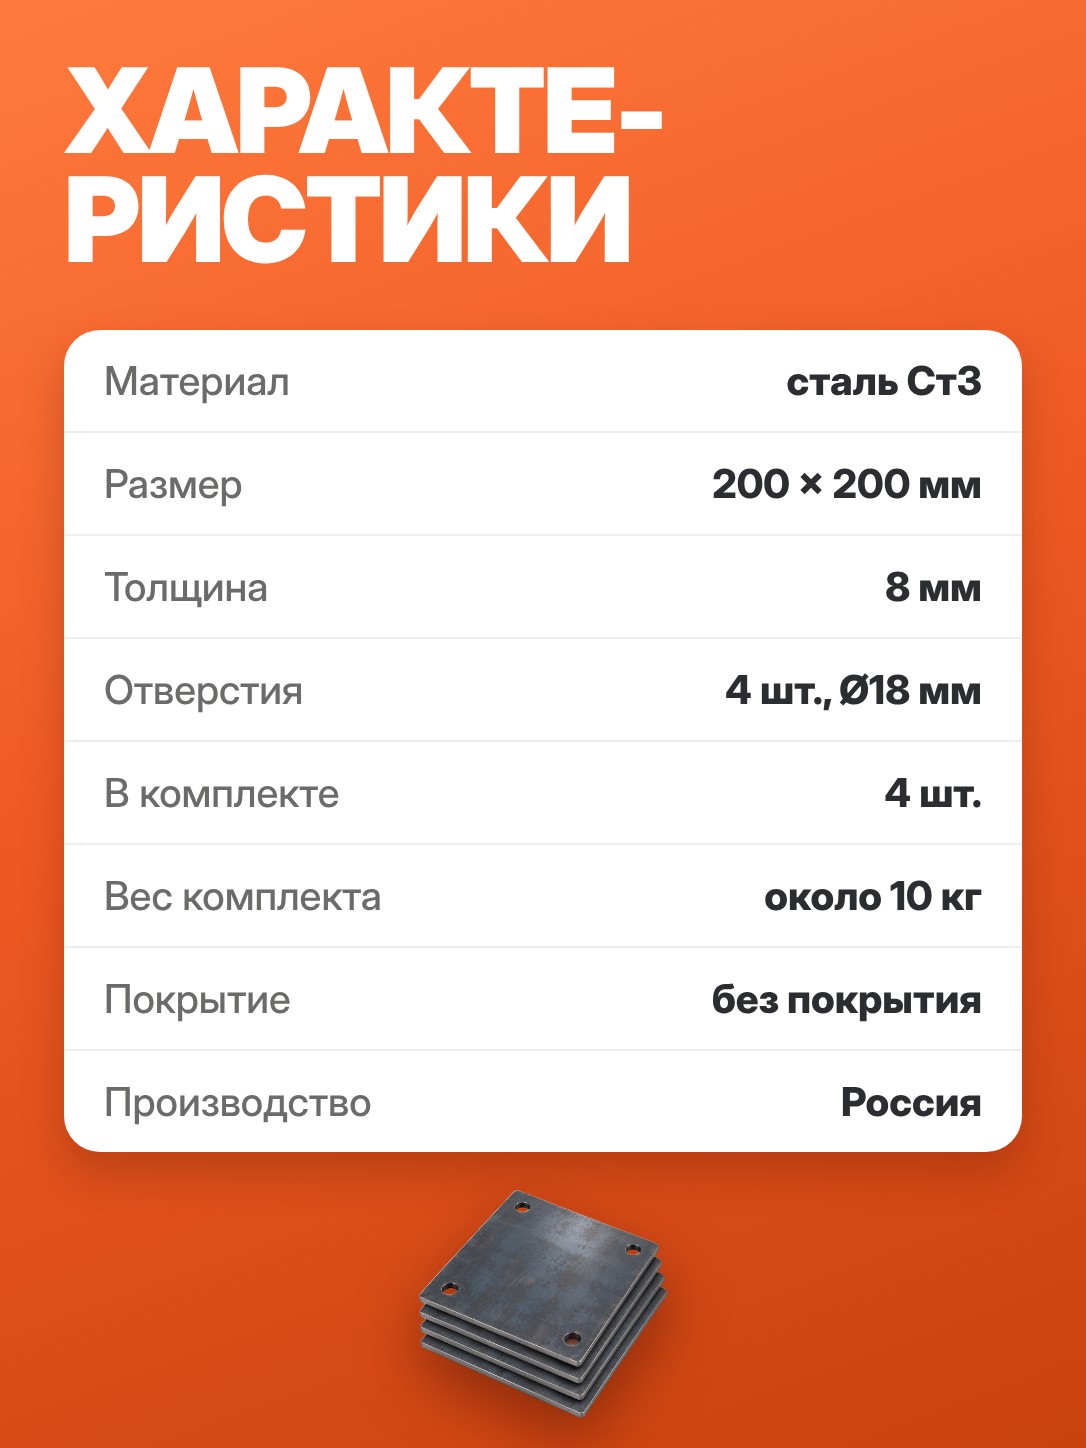 ХАРАКТЕ-
РИСТИКИ
Материал сталь Ст3
Размер 200 × 200 мм
Толщина 8 мм
Отверстия 4 шт., Ø18 мм
В комплекте 4 шт.
Вес комплекта около 10 кг
Покрытие без покрытия
Производство Россия